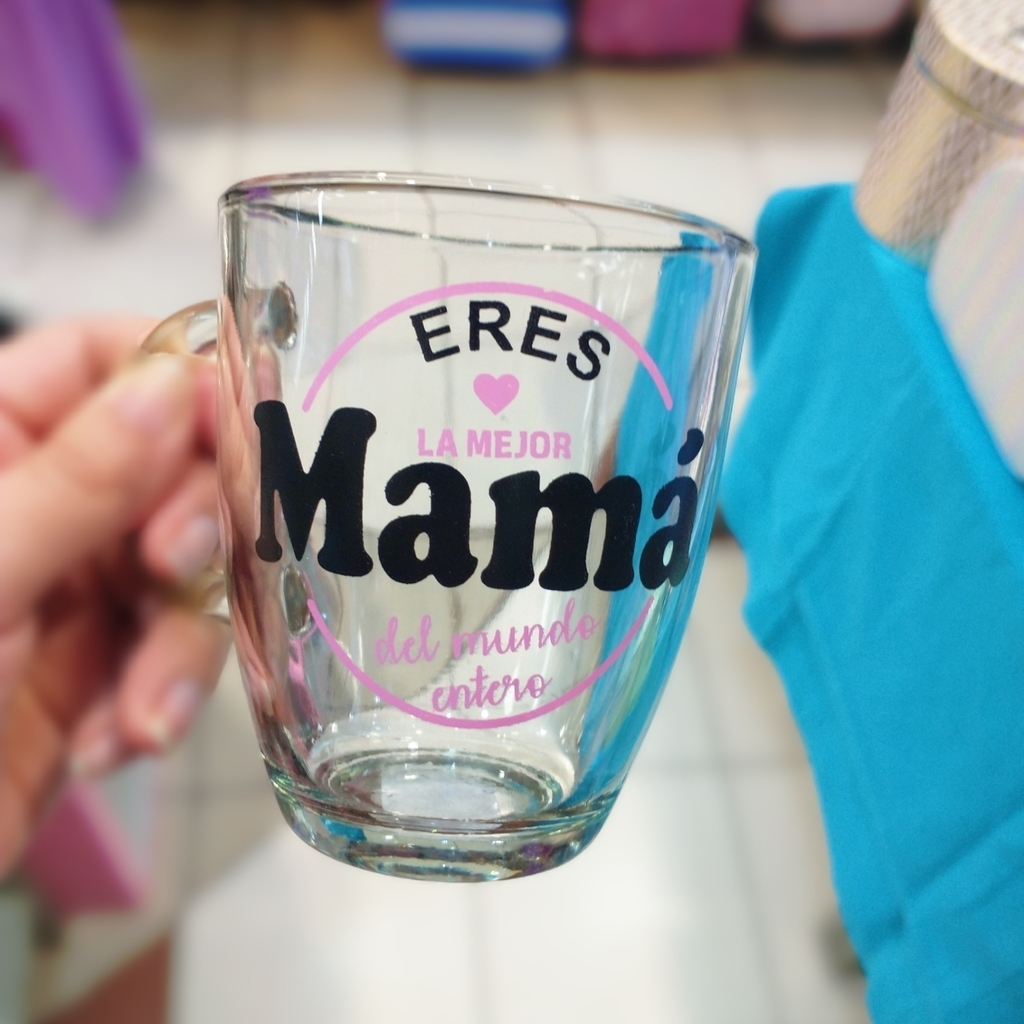 ERES
LA MEJOR
Mamá
del mundo
entero